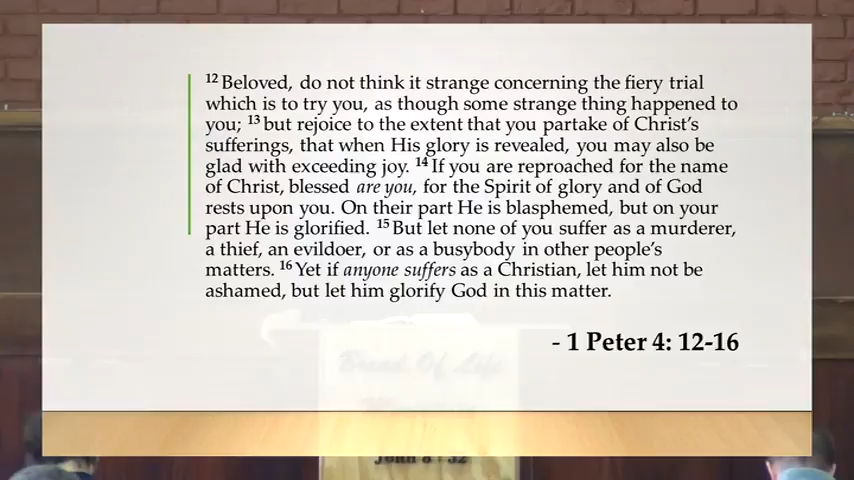 12 Beloved, do not think it strange concerning the fiery trial
which is to try you, as though some strange thing happened to
you; 13 but rejoice to the extent that you partake of Christ's
sufferings, that when His glory is revealed, you may also be
glad with exceeding joy. 14 If you are reproached for the name
of Christ, blessed are you, for the Spirit of glory and of God
rests upon you. On their part He is blasphemed, but on your
part He is glorified. 15 But let none of you suffer as a murderer,
a thief, an evildoer, or as a busybody in other people's
matters. 16 Yet if anyone suffers as a Christian, let him not be
ashamed, but let him glorify God in this matter.
- 1 Peter 4: 12-16
Bread Of Life